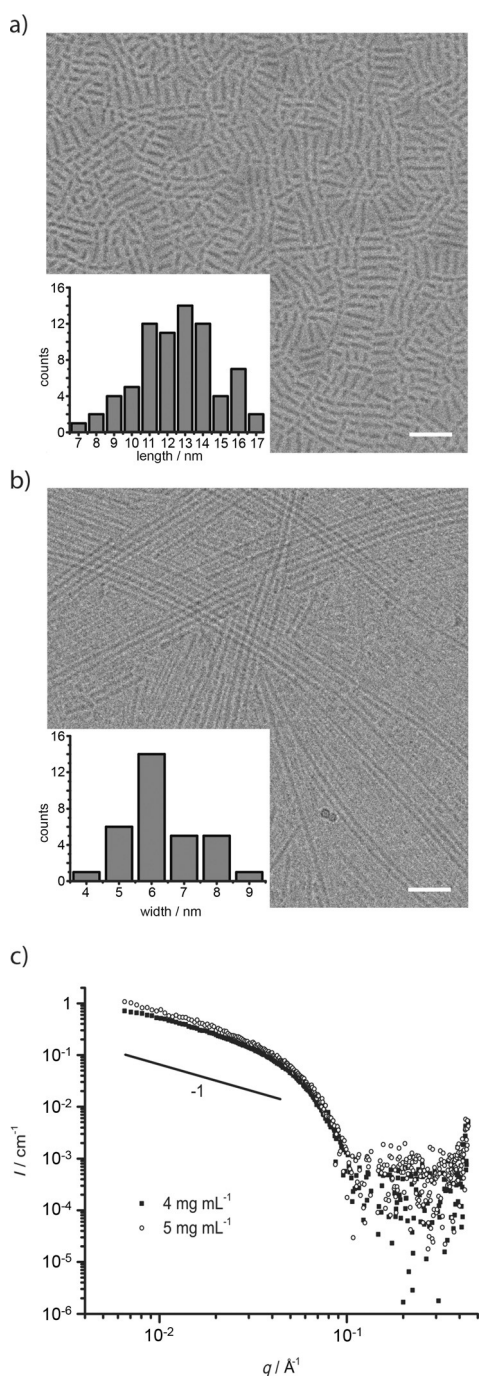 a)
16
12
8
4
0
counts
7 8 9 10 11 12 13 14 15 16 17
length / nm
b)
16
12
8
4
0
counts
4 5 6 7 8 9
width / nm
c)
1
10⁻¹
10⁻²
10⁻³
10⁻⁴
10⁻⁵
10⁻⁶
I / cm⁻¹
-1
4 mg mL⁻¹
5 mg mL⁻¹
10⁻² 10⁻¹
q / Å⁻¹